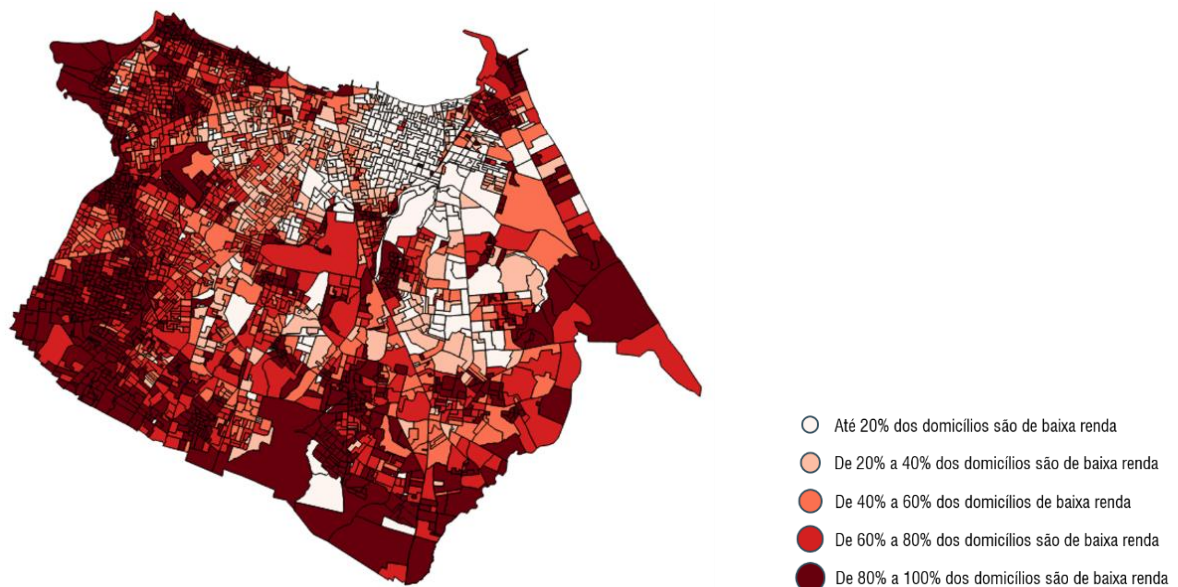 Até 20% dos domicílios são de baixa renda
De 20% a 40% dos domicílios são de baixa renda
De 40% a 60% dos domicílios de baixa renda
De 60% a 80% dos domicílios são de baixa renda
De 80% a 100% dos domicílios são de baixa renda